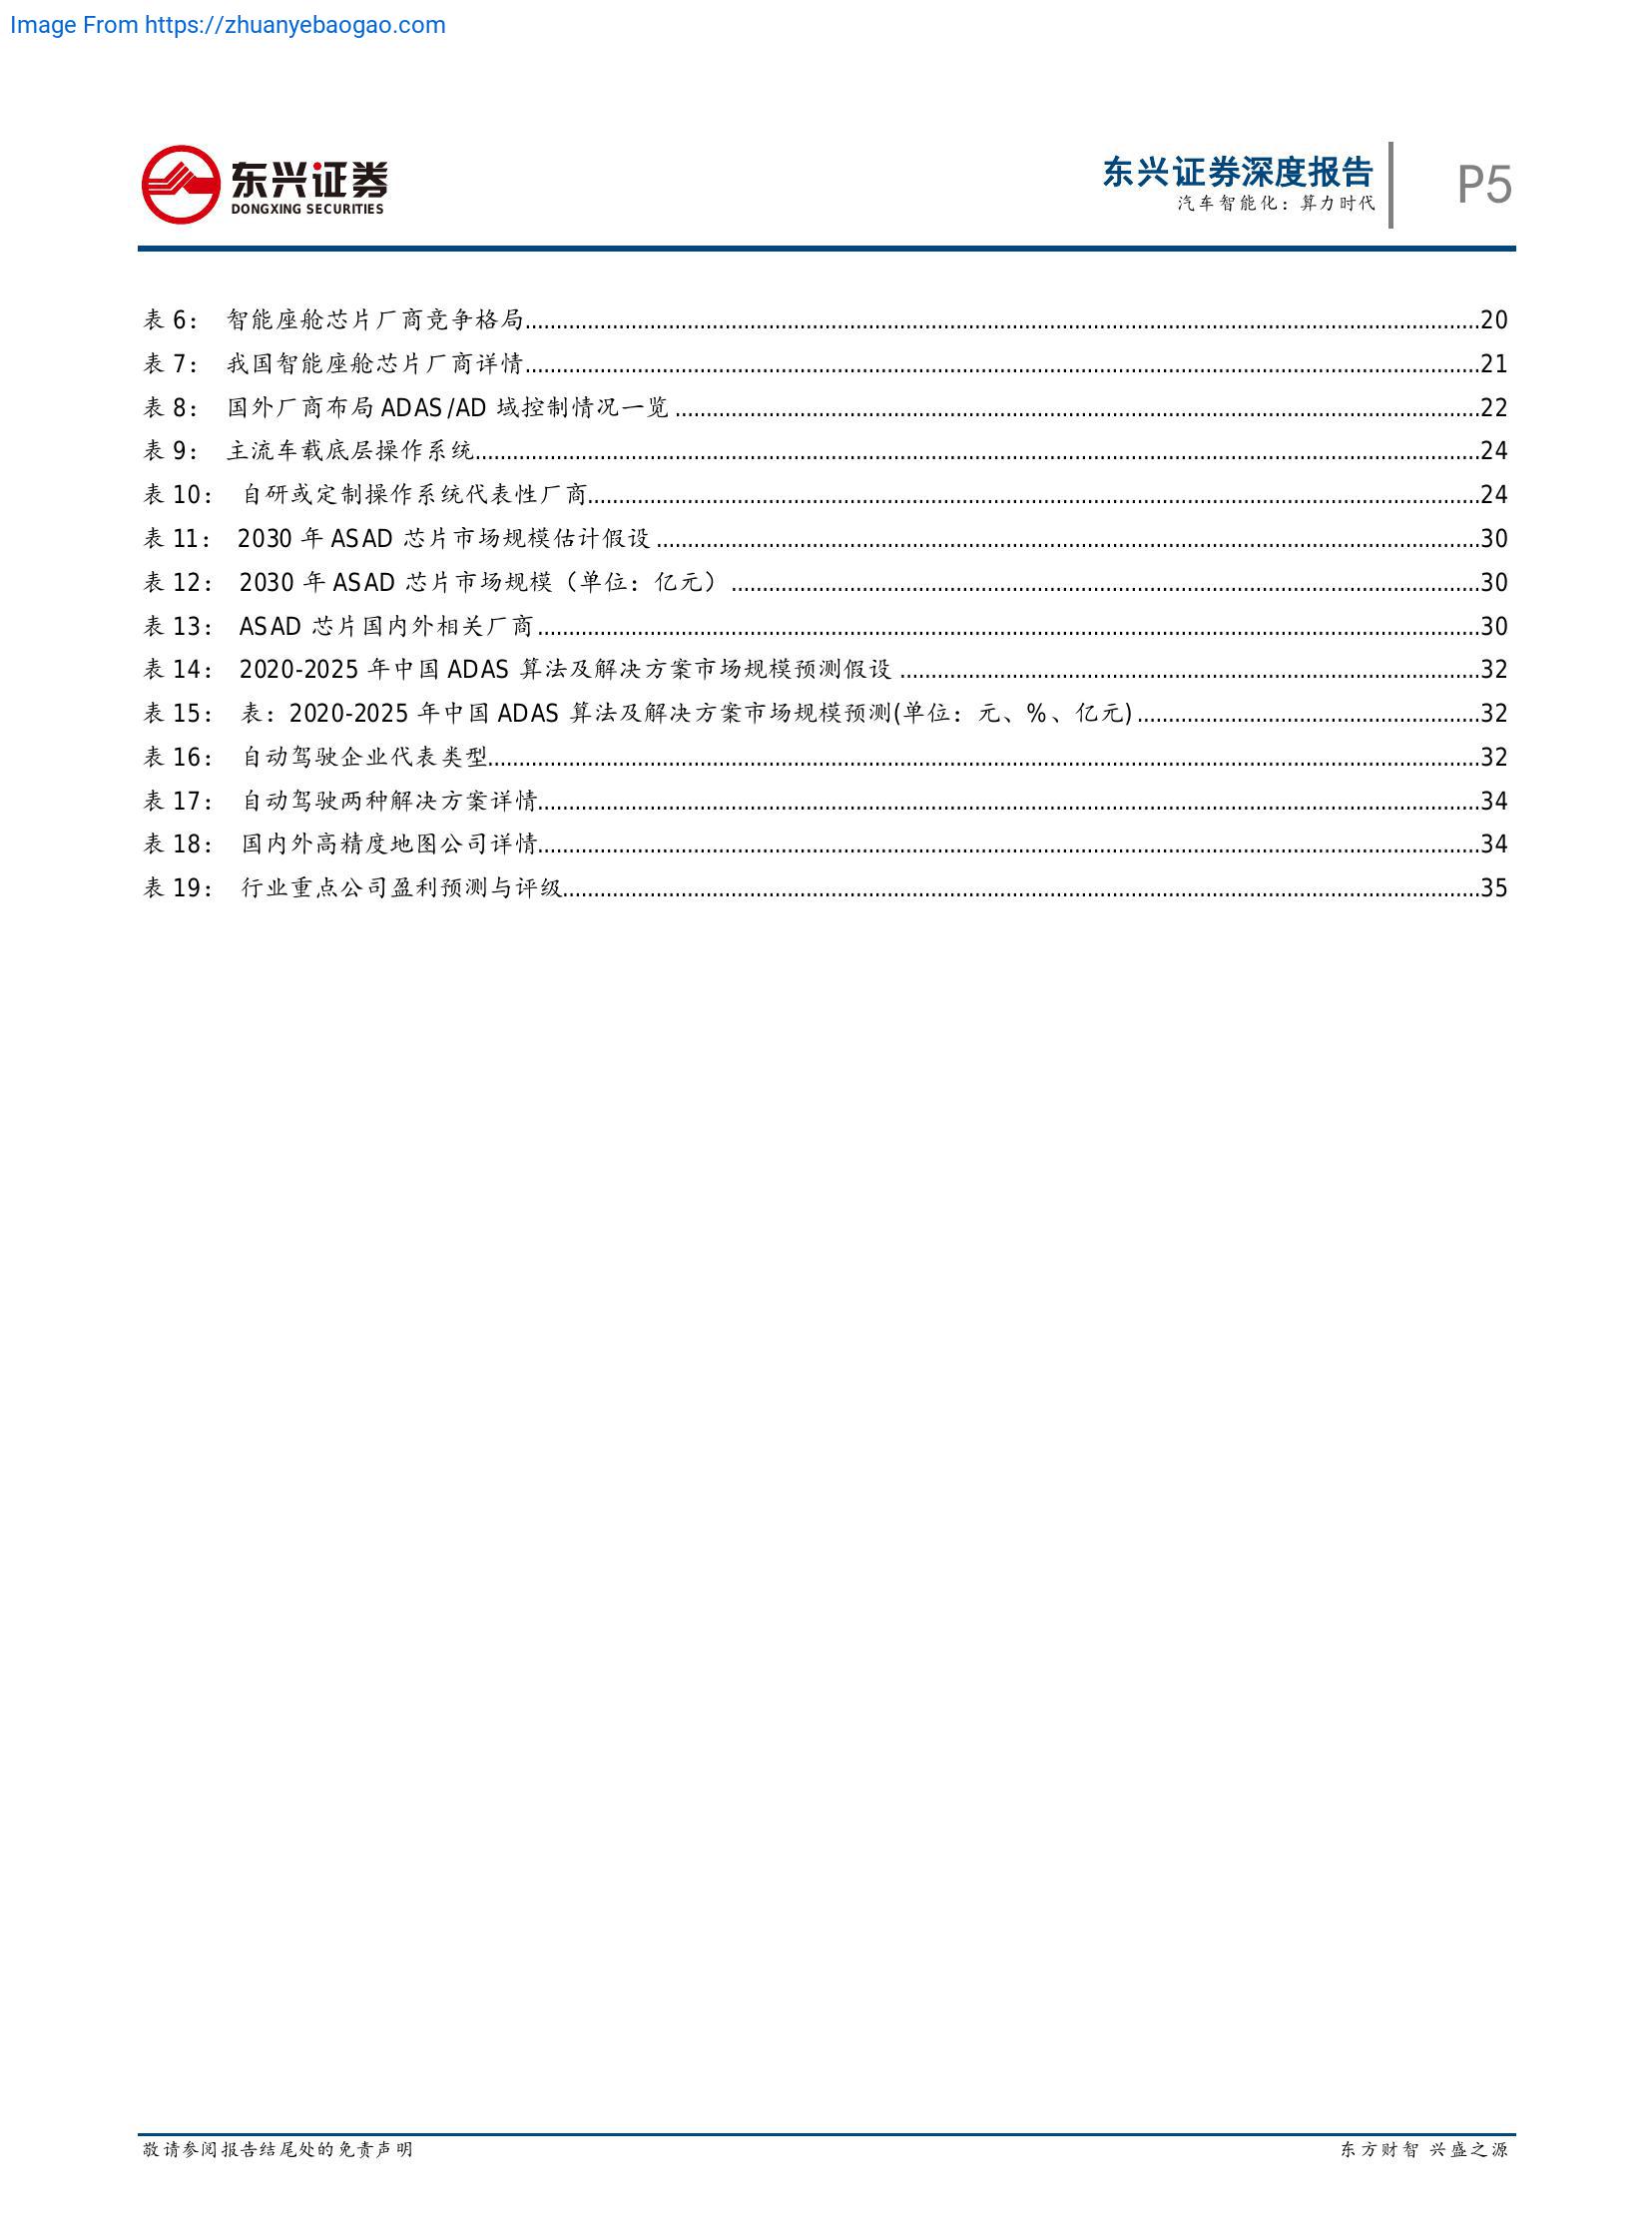 Image From https://zhuanyebaogao.com
东兴证券
DONGXING SECURITIES
东兴证券深度报告
汽车智能化：算力时代
P5
表 6： 智能座舱芯片厂商竞争格局....................20
表 7： 我国智能座舱芯片厂商详情....................21
表 8： 国外厂商布局 ADAS/AD 域控制情况一览....................22
表 9： 主流车载底层操作系统....................24
表 10： 自研或定制操作系统代表性厂商....................24
表 11： 2030 年 ASAD 芯片市场规模估计假设....................30
表 12： 2030 年 ASAD 芯片市场规模（单位：亿元）....................30
表 13： ASAD 芯片国内外相关厂商....................30
表 14： 2020-2025 年中国 ADAS 算法及解决方案市场规模预测假设....................32
表 15： 表：2020-2025 年中国 ADAS 算法及解决方案市场规模预测(单位：元、%、亿元)....................32
表 16： 自动驾驶企业代表类型....................32
表 17： 自动驾驶两种解决方案详情....................34
表 18： 国内外高精度地图公司详情....................34
表 19： 行业重点公司盈利预测与评级....................35
敬请参阅报告结尾处的免责声明
东方财智 兴盛之源